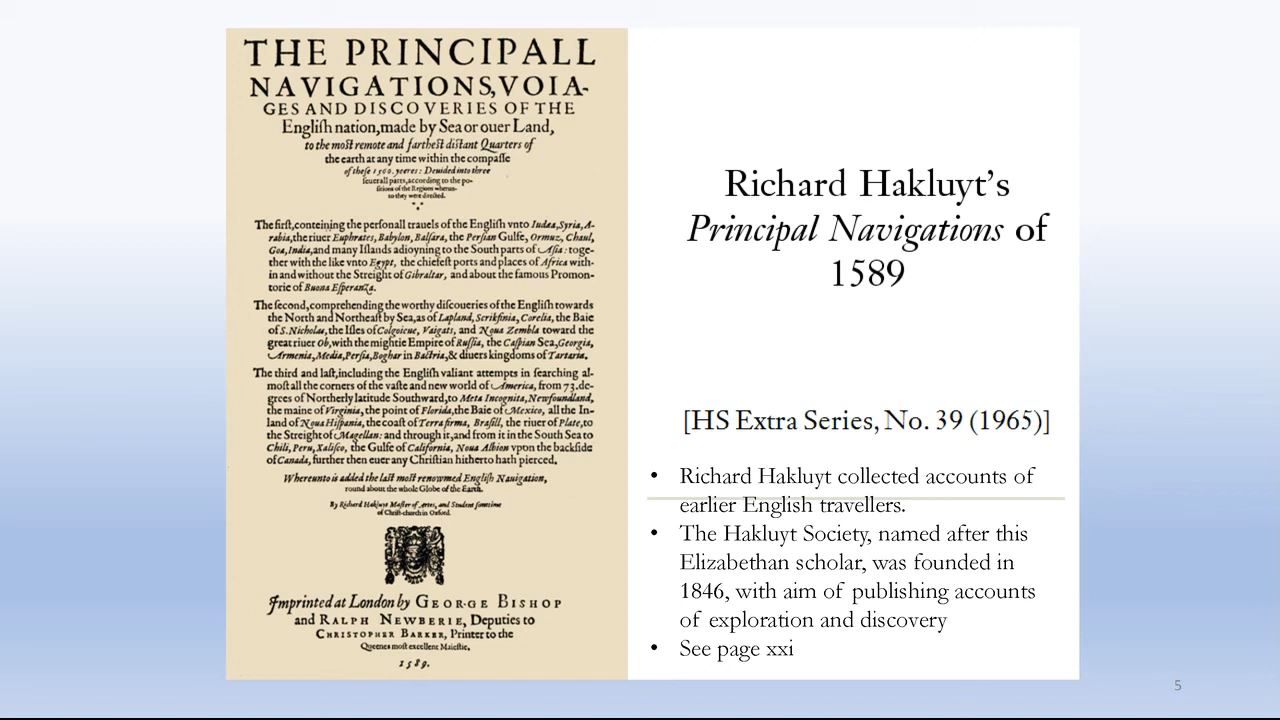 THE PRINCIPALL
NAVIGATIONS,VOIA-
GES AND DISCOVERIES OF THE
Engliſh nation,made by Sea or ouer Land,
to the moſt remote and fartheſt diſtant Quarters of
the earth at any time within the compaſſe
of theſe 1500. yeeres: Deuided into three
ſeuerall parts,according to the po-
ſitions of the Regions wherun-
to they were directed.
The firſt,conteining the perſonall trauels of the Engliſh vnto Iudæa,Syria,A-
rabia,the riuer Euphrates, Babylon, Balſara, the Perſian Gulfe, Ormuz, Chaul,
Goa,India,and many Iſlands adioyning to the South parts of Aſia: toge-
ther with the like vnto Egypt, the chiefeſt ports and places of Africa with-
in and without the Streight of Gibraltar, and about the famous Promon-
torie of Buona Eſperanza.
The ſecond,comprehending the worthy diſcoueries of the Engliſh towards
the North and Northeaſt by Sea,as of Lapland, Scrikfinia, Corelia, the Baie
of S.Nicholas, the Iſles of Colgoieue, Vaigats, and Noua Zembla toward the
great riuer Ob,with the mightie Empire of Ruſſia, the Caſpian Sea,Georgia,
Armenia,Media,Perſia,Boghar in Bactria,& diuers kingdoms of Tartaria.
The third and laſt,including the Engliſh valiant attempts in ſearching al-
moſt all the corners of the vaſte and new world of America, from 73.de-
grees of Northerly latitude Southward,to Meta Incognita,Newfoundland,
the maine of Virginia, the point of Florida,the Baie of Mexico, all the In-
land of Noua Hiſpania, the coaſt of Terra firma, Braſill, the riuer of Plate,to
the Streight of Magellan: and through it,and from it in the South Sea to
Chili, Peru, Xaliſco, the Gulfe of California, Noua Albion vpon the backſide
of Canada, further then euer any Chriſtian hitherto hath pierced.
Whereunto is added the laſt moſt renowmed Engliſh Nauigation,
round about the whole Globe of the Earth.
By Richard Hakluyt Maſter of Artes, and Student ſometime
of Chriſt-church in Oxford.
Imprinted at London by GEORGE BISHOP
and RALPH NEWBERIE, Deputies to
CHRISTOPHER BARKER, Printer to the
Queenes moſt excellent Maieſtie.
1589.
Richard Hakluyt’s
Principal Navigations of
1589
[HS Extra Series, No. 39 (1965)]
• Richard Hakluyt collected accounts of
earlier English travellers.
• The Hakluyt Society, named after this
Elizabethan scholar, was founded in
1846, with aim of publishing accounts
of exploration and discovery
• See page xxi
5